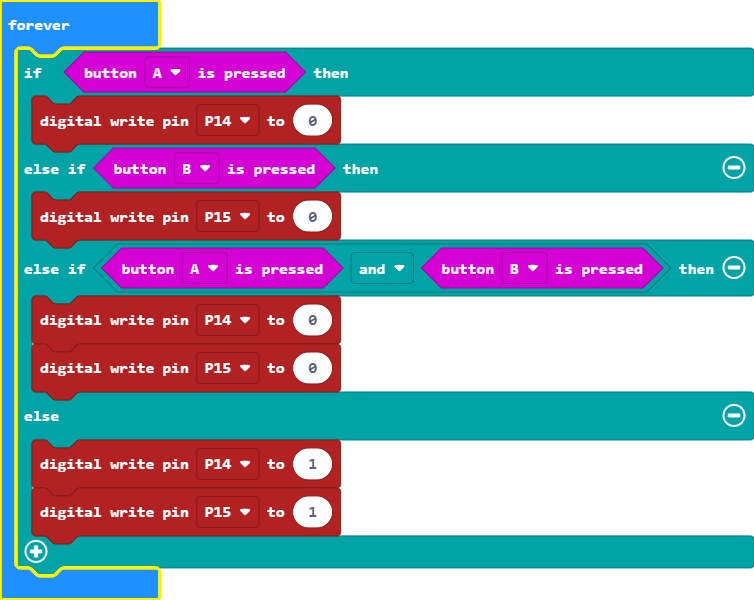 forever
if button A is pressed then
digital write pin P14 to 0
else if button B is pressed then
digital write pin P15 to 0
else if button A is pressed and button B is pressed then
digital write pin P14 to 0
digital write pin P15 to 0
else
digital write pin P14 to 1
digital write pin P15 to 1